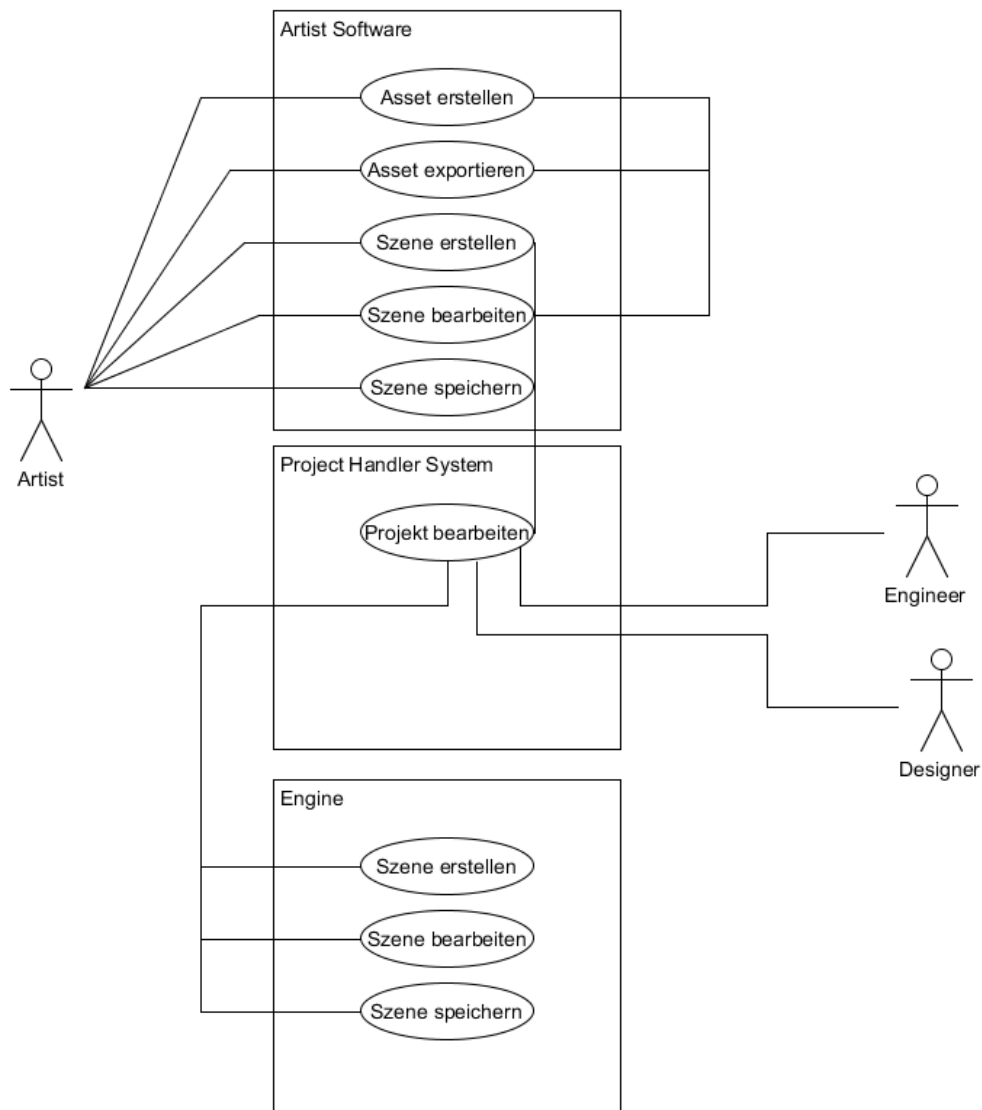 Artist Software
Asset erstellen
Asset exportieren
Szene erstellen
Szene bearbeiten
Szene speichern
Artist
Project Handler System
Projekt bearbeiten
Engineer
Designer
Engine
Szene erstellen
Szene bearbeiten
Szene speichern